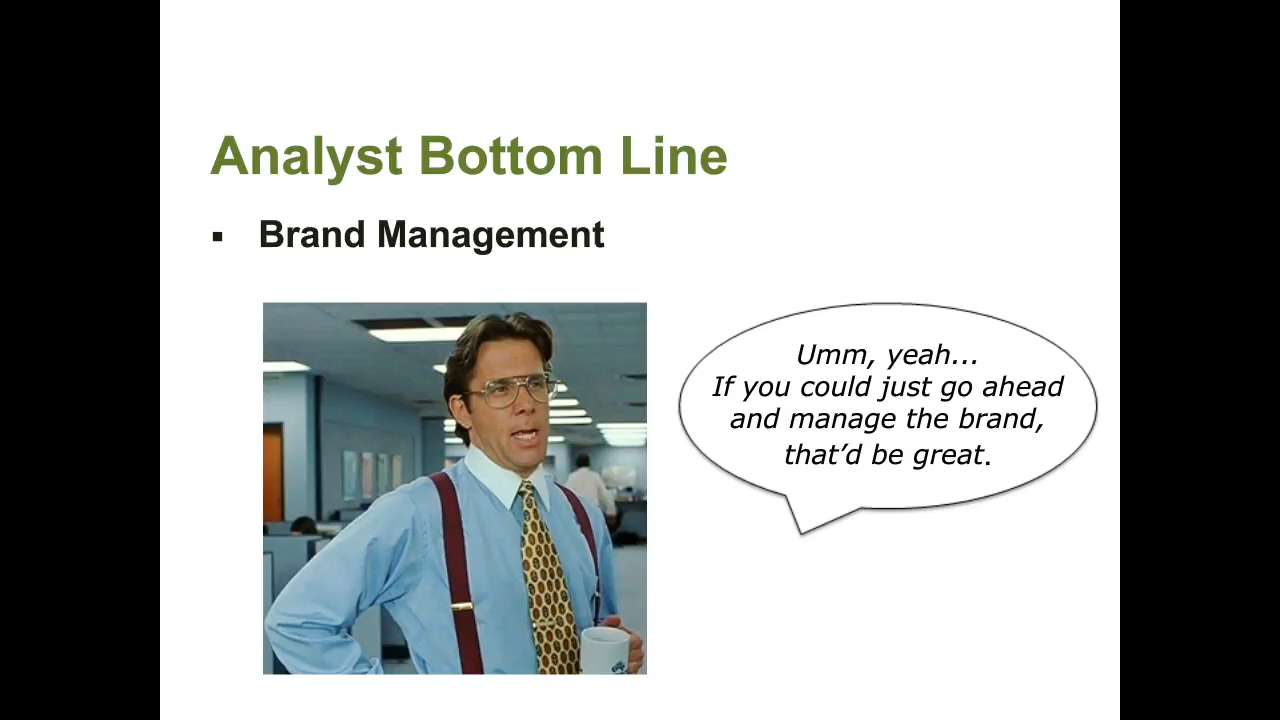 Analyst Bottom Line
▪ Brand Management
Umm, yeah...
If you could just go ahead
and manage the brand,
that’d be great.